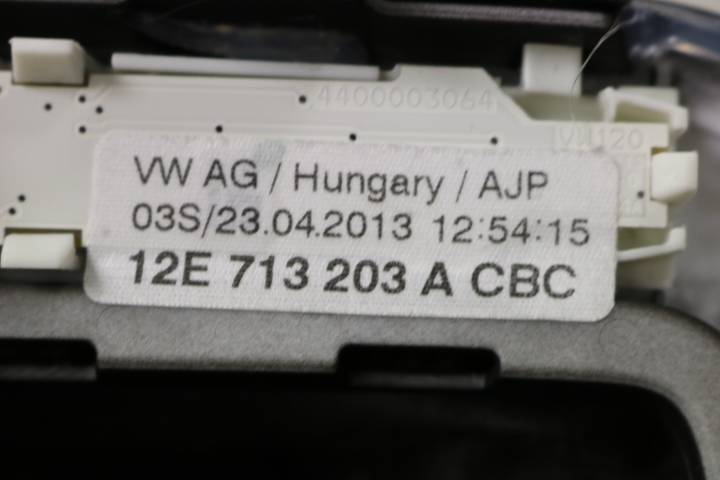 4400003064
VW AG / Hungary / AJP
03S/23.04.2013 12:54:15
12E 713 203 A CBC